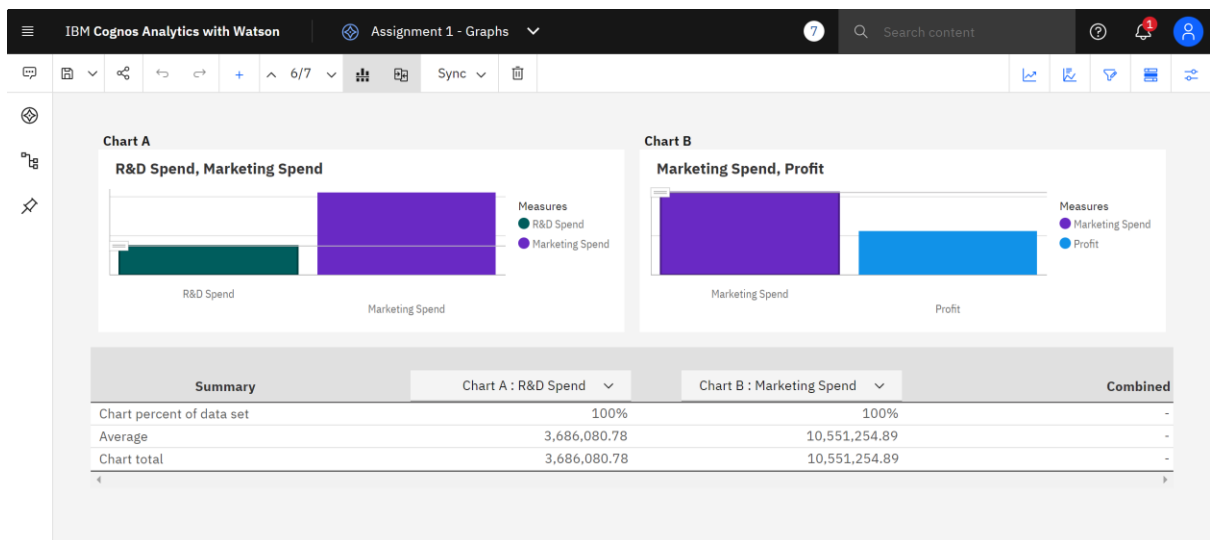 IBM Cognos Analytics with Watson
Assignment 1 - Graphs
7
Search content
1
6/7
Sync
Chart A
R&D Spend, Marketing Spend
Measures
R&D Spend
Marketing Spend
R&D Spend
Marketing Spend
Chart B
Marketing Spend, Profit
Measures
Marketing Spend
Profit
Marketing Spend
Profit
Summary Chart A : R&D Spend Chart B : Marketing Spend Combined
Chart percent of data set 100% 100% -
Average 3,686,080.78 10,551,254.89 -
Chart total 3,686,080.78 10,551,254.89 -